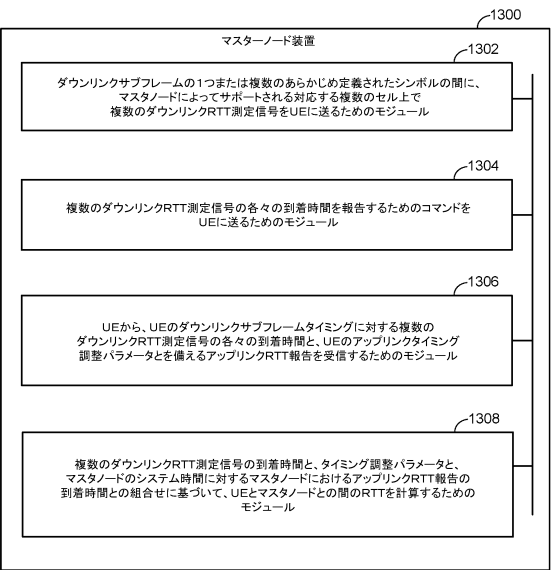 1300
マスターノード装置
1302
ダウンリンクサブフレームの1つまたは複数のあらかじめ定義されたシンボルの間に、
マスタノードによってサポートされる対応する複数のセル上で
複数のダウンリンクRTT測定信号をUEに送るためのモジュール
1304
複数のダウンリンクRTT測定信号の各々の到着時間を報告するためのコマンドを
UEに送るためのモジュール
1306
UEから、UEのダウンリンクサブフレームタイミングに対する複数の
ダウンリンクRTT測定信号の各々の到着時間と、UEのアップリンクタイミング
調整パラメータとを備えるアップリンクRTT報告を受信するためのモジュール
1308
複数のダウンリンクRTT測定信号の到着時間と、タイミング調整パラメータと、
マスタノードのシステム時間に対するマスタノードにおけるアップリンクRTT報告の
到着時間との組合せに基づいて、UEとマスタノードとの間のRTTを計算するための
モジュール